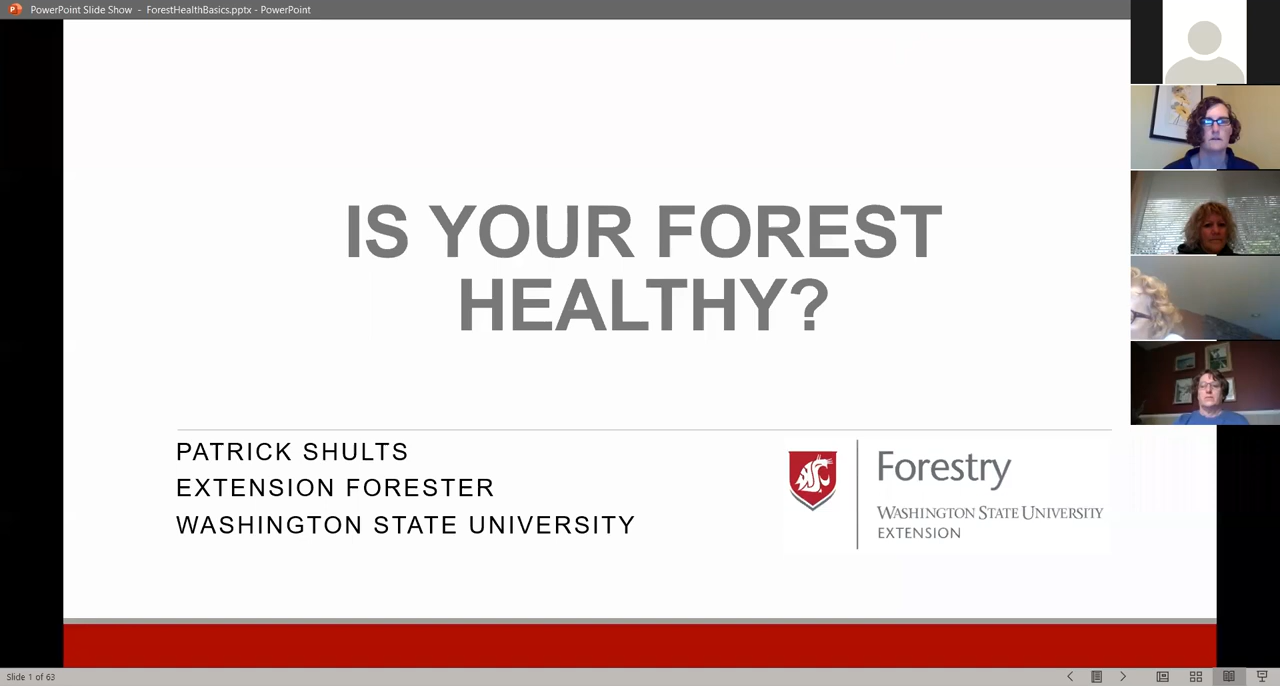 PowerPoint Slide Show - ForestHealthBasics.pptx - PowerPoint
IS YOUR FOREST
HEALTHY?
PATRICK SHULTS
EXTENSION FORESTER
WASHINGTON STATE UNIVERSITY
Forestry
WASHINGTON STATE UNIVERSITY
EXTENSION
Slide 1 of 63